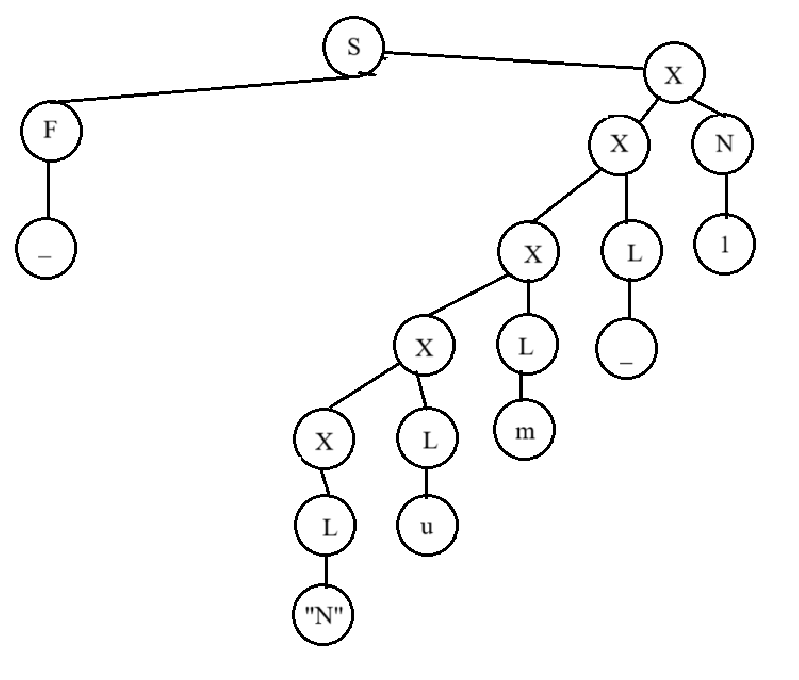 S
X
F X N
_ X L 1
X L _
X L m
L u
"N"